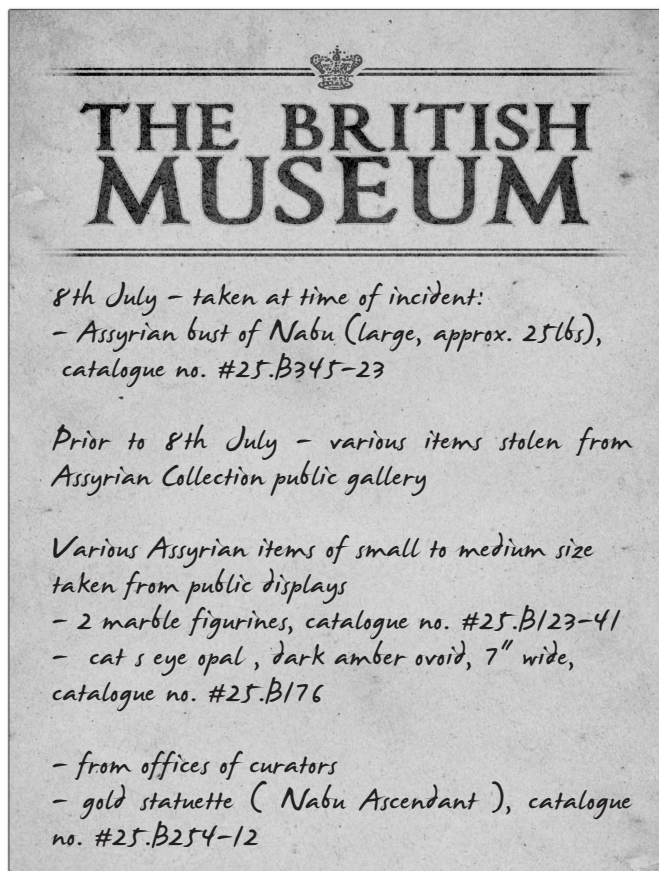 THE BRITISH
MUSEUM
8th July – taken at time of incident:
– Assyrian bust of Nabu (large, approx. 25lbs),
catalogue no. #25.B345–23
Prior to 8th July – various items stolen from
Assyrian Collection public gallery
Various Assyrian items of small to medium size
taken from public displays
– 2 marble figurines, catalogue no. #25.B123–41
– cat s eye opal , dark amber ovoid, 7" wide,
catalogue no. #25.B176
– from offices of curators
– gold statuette ( Nabu Ascendant ), catalogue
no. #25.B254–12